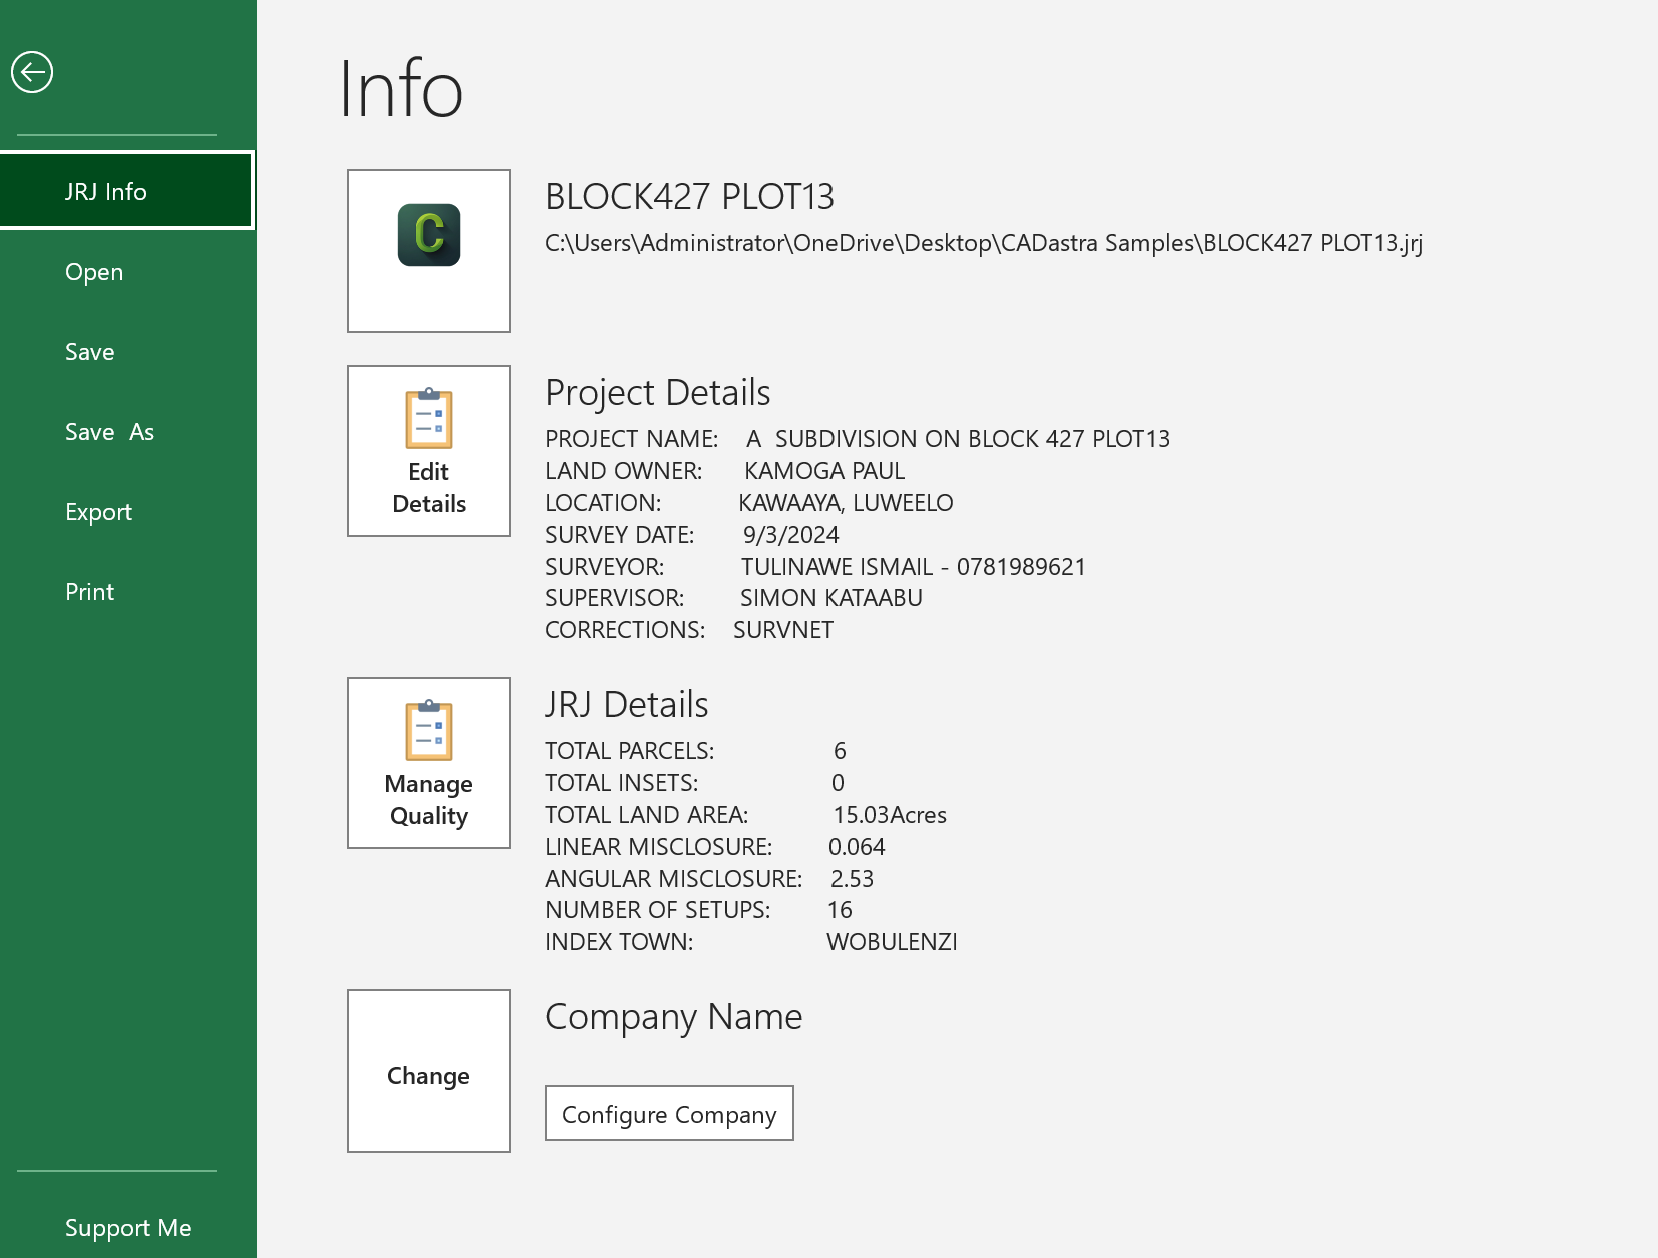 Info
JRJ Info
Open
Save
Save As
Export
Print
Support Me
C
BLOCK427 PLOT13
C:\Users\Administrator\OneDrive\Desktop\CADastra Samples\BLOCK427 PLOT13.jrj
Edit
Details
Project Details
PROJECT NAME: A SUBDIVISION ON BLOCK 427 PLOT13
LAND OWNER: KAMOGA PAUL
LOCATION: KAWAAYA, LUWEELO
SURVEY DATE: 9/3/2024
SURVEYOR: TULINAWE ISMAIL - 0781989621
SUPERVISOR: SIMON KATAABU
CORRECTIONS: SURVNET
Manage
Quality
JRJ Details
TOTAL PARCELS: 6
TOTAL INSETS: 0
TOTAL LAND AREA: 15.03Acres
LINEAR MISCLOSURE: 0.064
ANGULAR MISCLOSURE: 2.53
NUMBER OF SETUPS: 16
INDEX TOWN: WOBULENZI
Change
Company Name
Configure Company